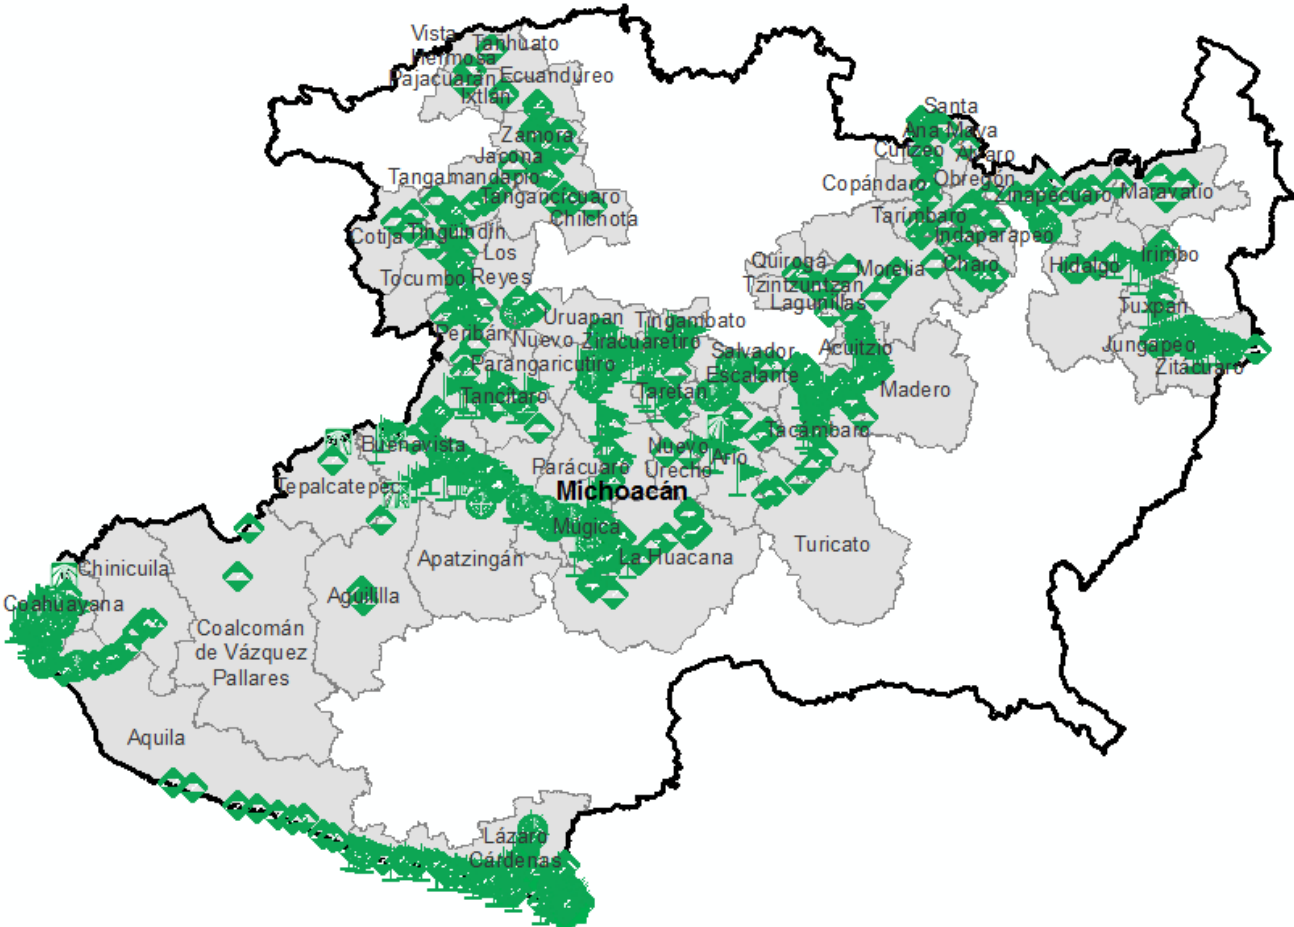 Vista
Hermosa
Tanhuato
Pajacuarán
Ecuandureo
Ixtlán
Zamora
Jacona
Tangamandapio
Tangancícuaro
Chilchota
Cotija
Tingüindín
Los
Reyes
Tocumbo
Peribán
Nuevo
Parangaricutiro
Uruapan
Tingambato
Ziracuaretiro
Tancítaro
Taretan
Salvador
Escalante
Santa
Ana Maya
Cuitzeo
Álvaro
Obregón
Copándaro
Zinapécuaro
Maravatío
Tarímbaro
Indaparapeo
Quiroga
Tzintzuntzan
Morelia
Charo
Lagunillas
Hidalgo
Irimbo
Tuxpan
Jungapeo
Zitácuaro
Acuitzio
Madero
Tacámbaro
Buenavista
Nuevo
Urecho
Ario
Parácuaro
Michoacán
Tepalcatepec
Múgica
Apatzingán
La Huacana
Turicato
Chinicuila
Coahuayana
Aguililla
Coalcomán
de Vázquez
Pallares
Aquila
Lázaro
Cárdenas